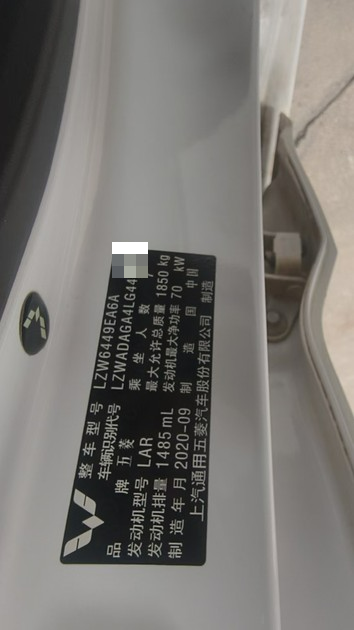 整车型号 LZW6449EA6A
车辆识别代号 LZWADAGA4LG44
品牌 五菱 乘坐人数
发动机型号 LAR 最大允许总质量 1850 kg
发动机排量 1485 mL 发动机最大净功率 70 kW
制造年月 2020-09 制造国 中国
上汽通用五菱汽车股份有限公司 制造